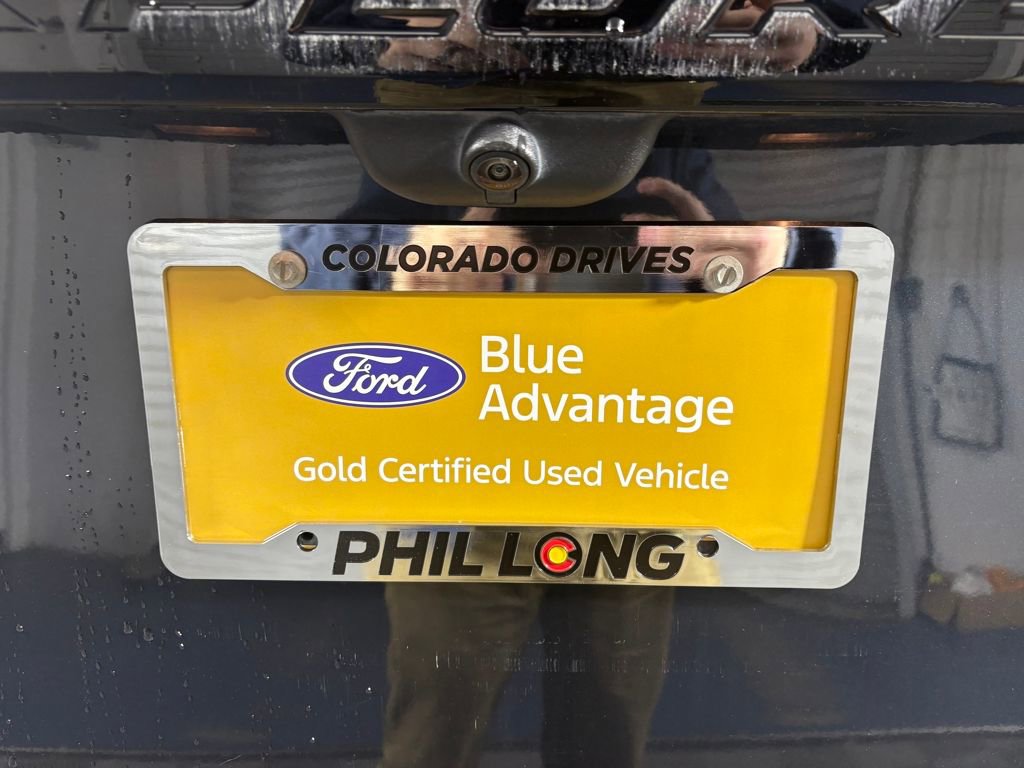 COLORADO DRIVES
Ford
Blue
Advantage
Gold Certified Used Vehicle
PHIL LONG